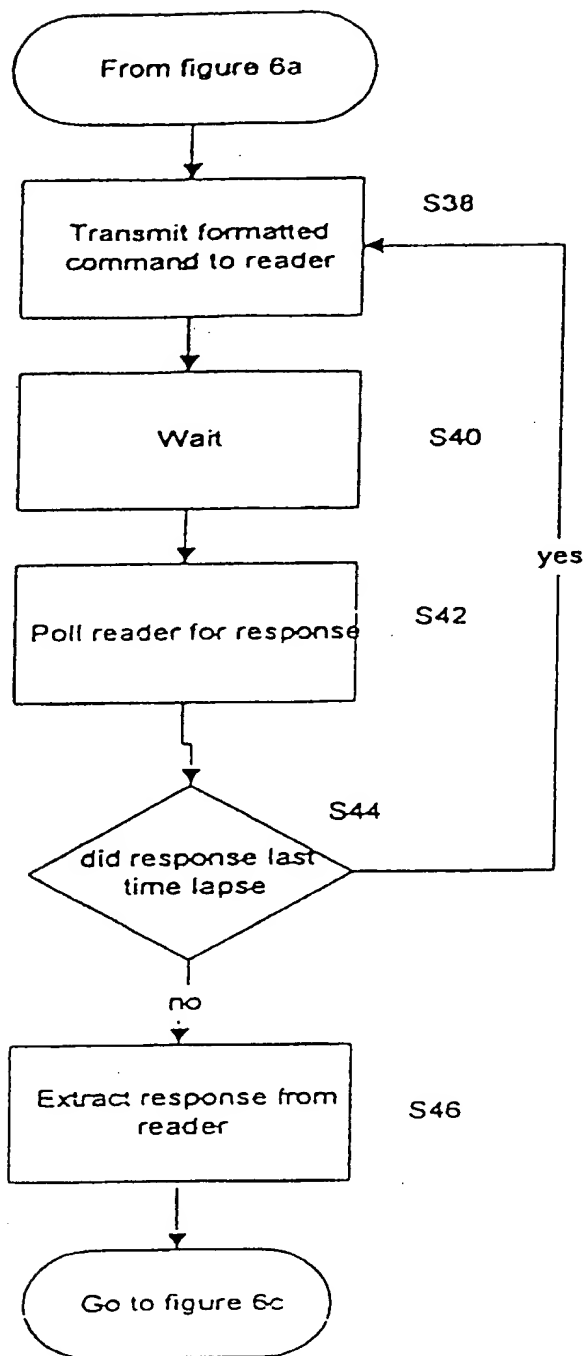 From figure 6a
S38
Transmit formatted
command to reader
Wait
S40
yes
Poll reader for response
S42
S44
did response last
time lapse
no
Extract response from
reader
S46
Go to figure 6c